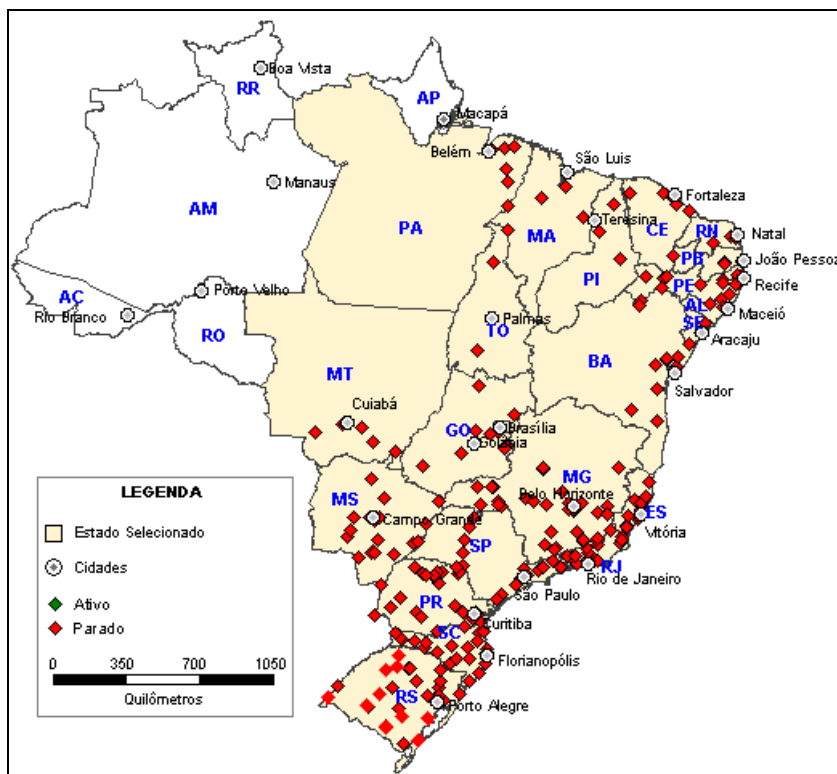 Boa Vista
RR
AP
Macapá
Belém
São Luis
Manaus
Fortaleza
AM
PA
Teresina
MA
CE
RN
Natal
PB
João Pessoz
PI
PE
Recife
AC
Porto Velho
AL
Maceió
Rio Branco
TO
Palmas
SE
Aracaju
RO
MT
BA
Salvador
Cuiabá
GO
Brasília
Goiânia
MG
Belo Horizonte
MS
Campo Grande
ES
Vitória
SP
RJ
Rio de Janeiro
São Paulo
PR
Curitiba
SC
Florianopólis
RS
Porto Alegre
LEGENDA
Estado Selecionado
Cidades
Ativo
Parado
0 350 700 1050
Quilômetros